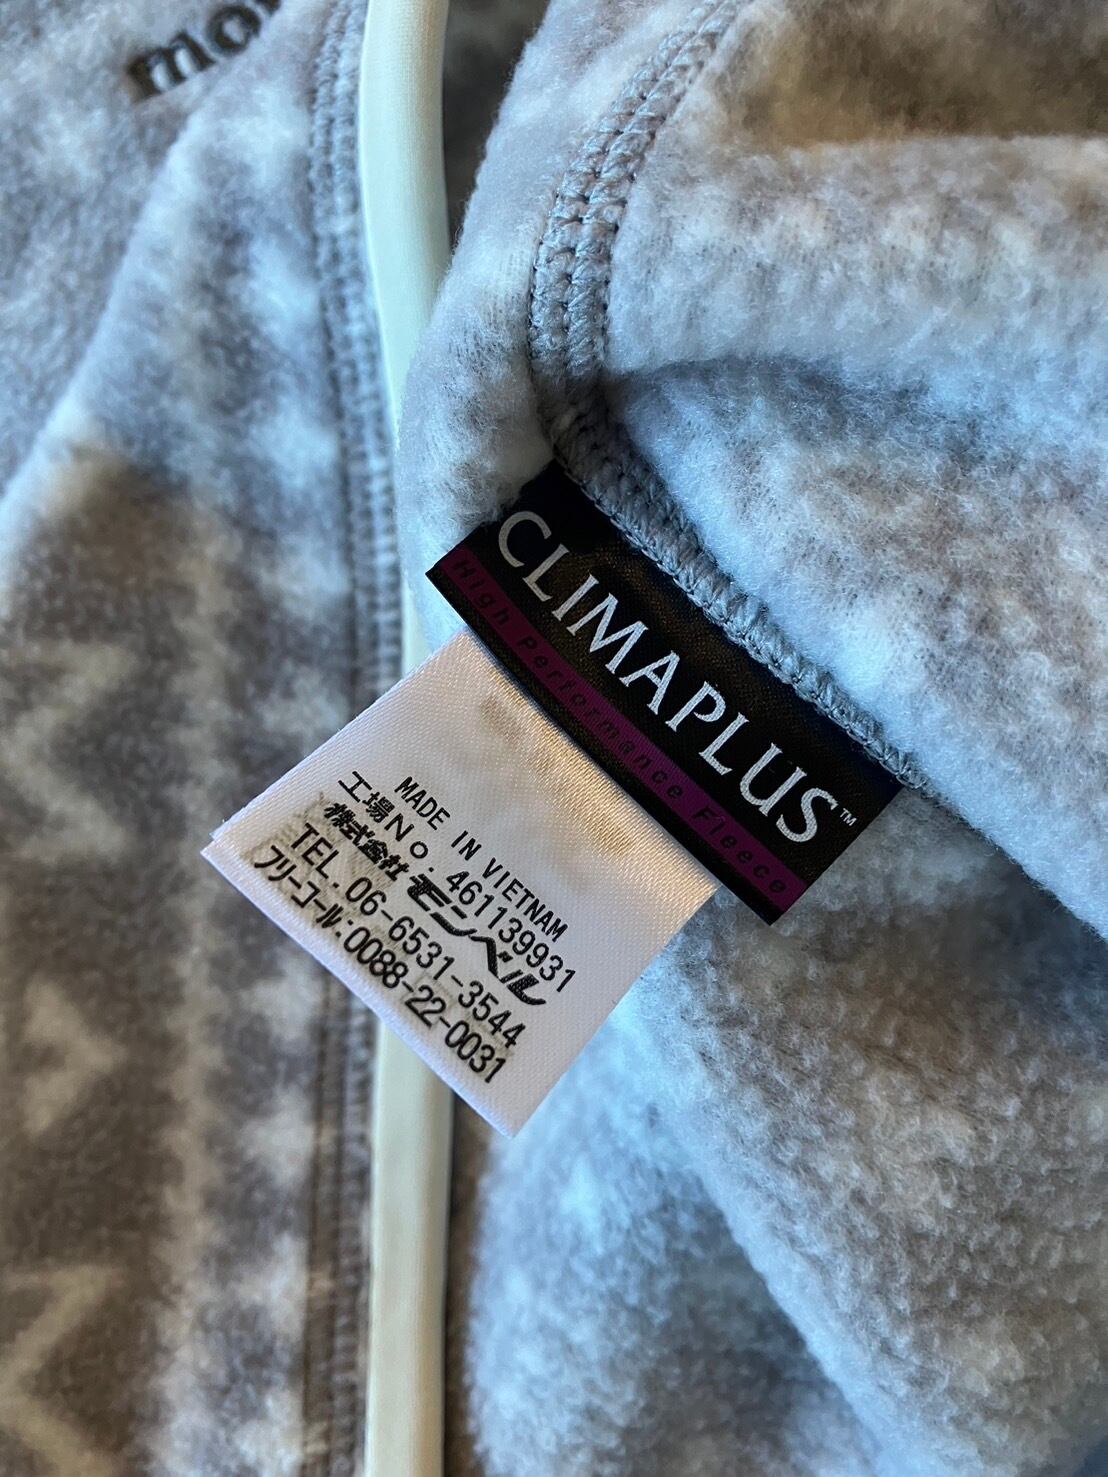 CLIMAPLUS™
High Performance Fleece
MADE IN VIETNAM
工場No.461139931
株式会社モンベル
TEL.06-6531-3544
フリーコール:0088-22-0031